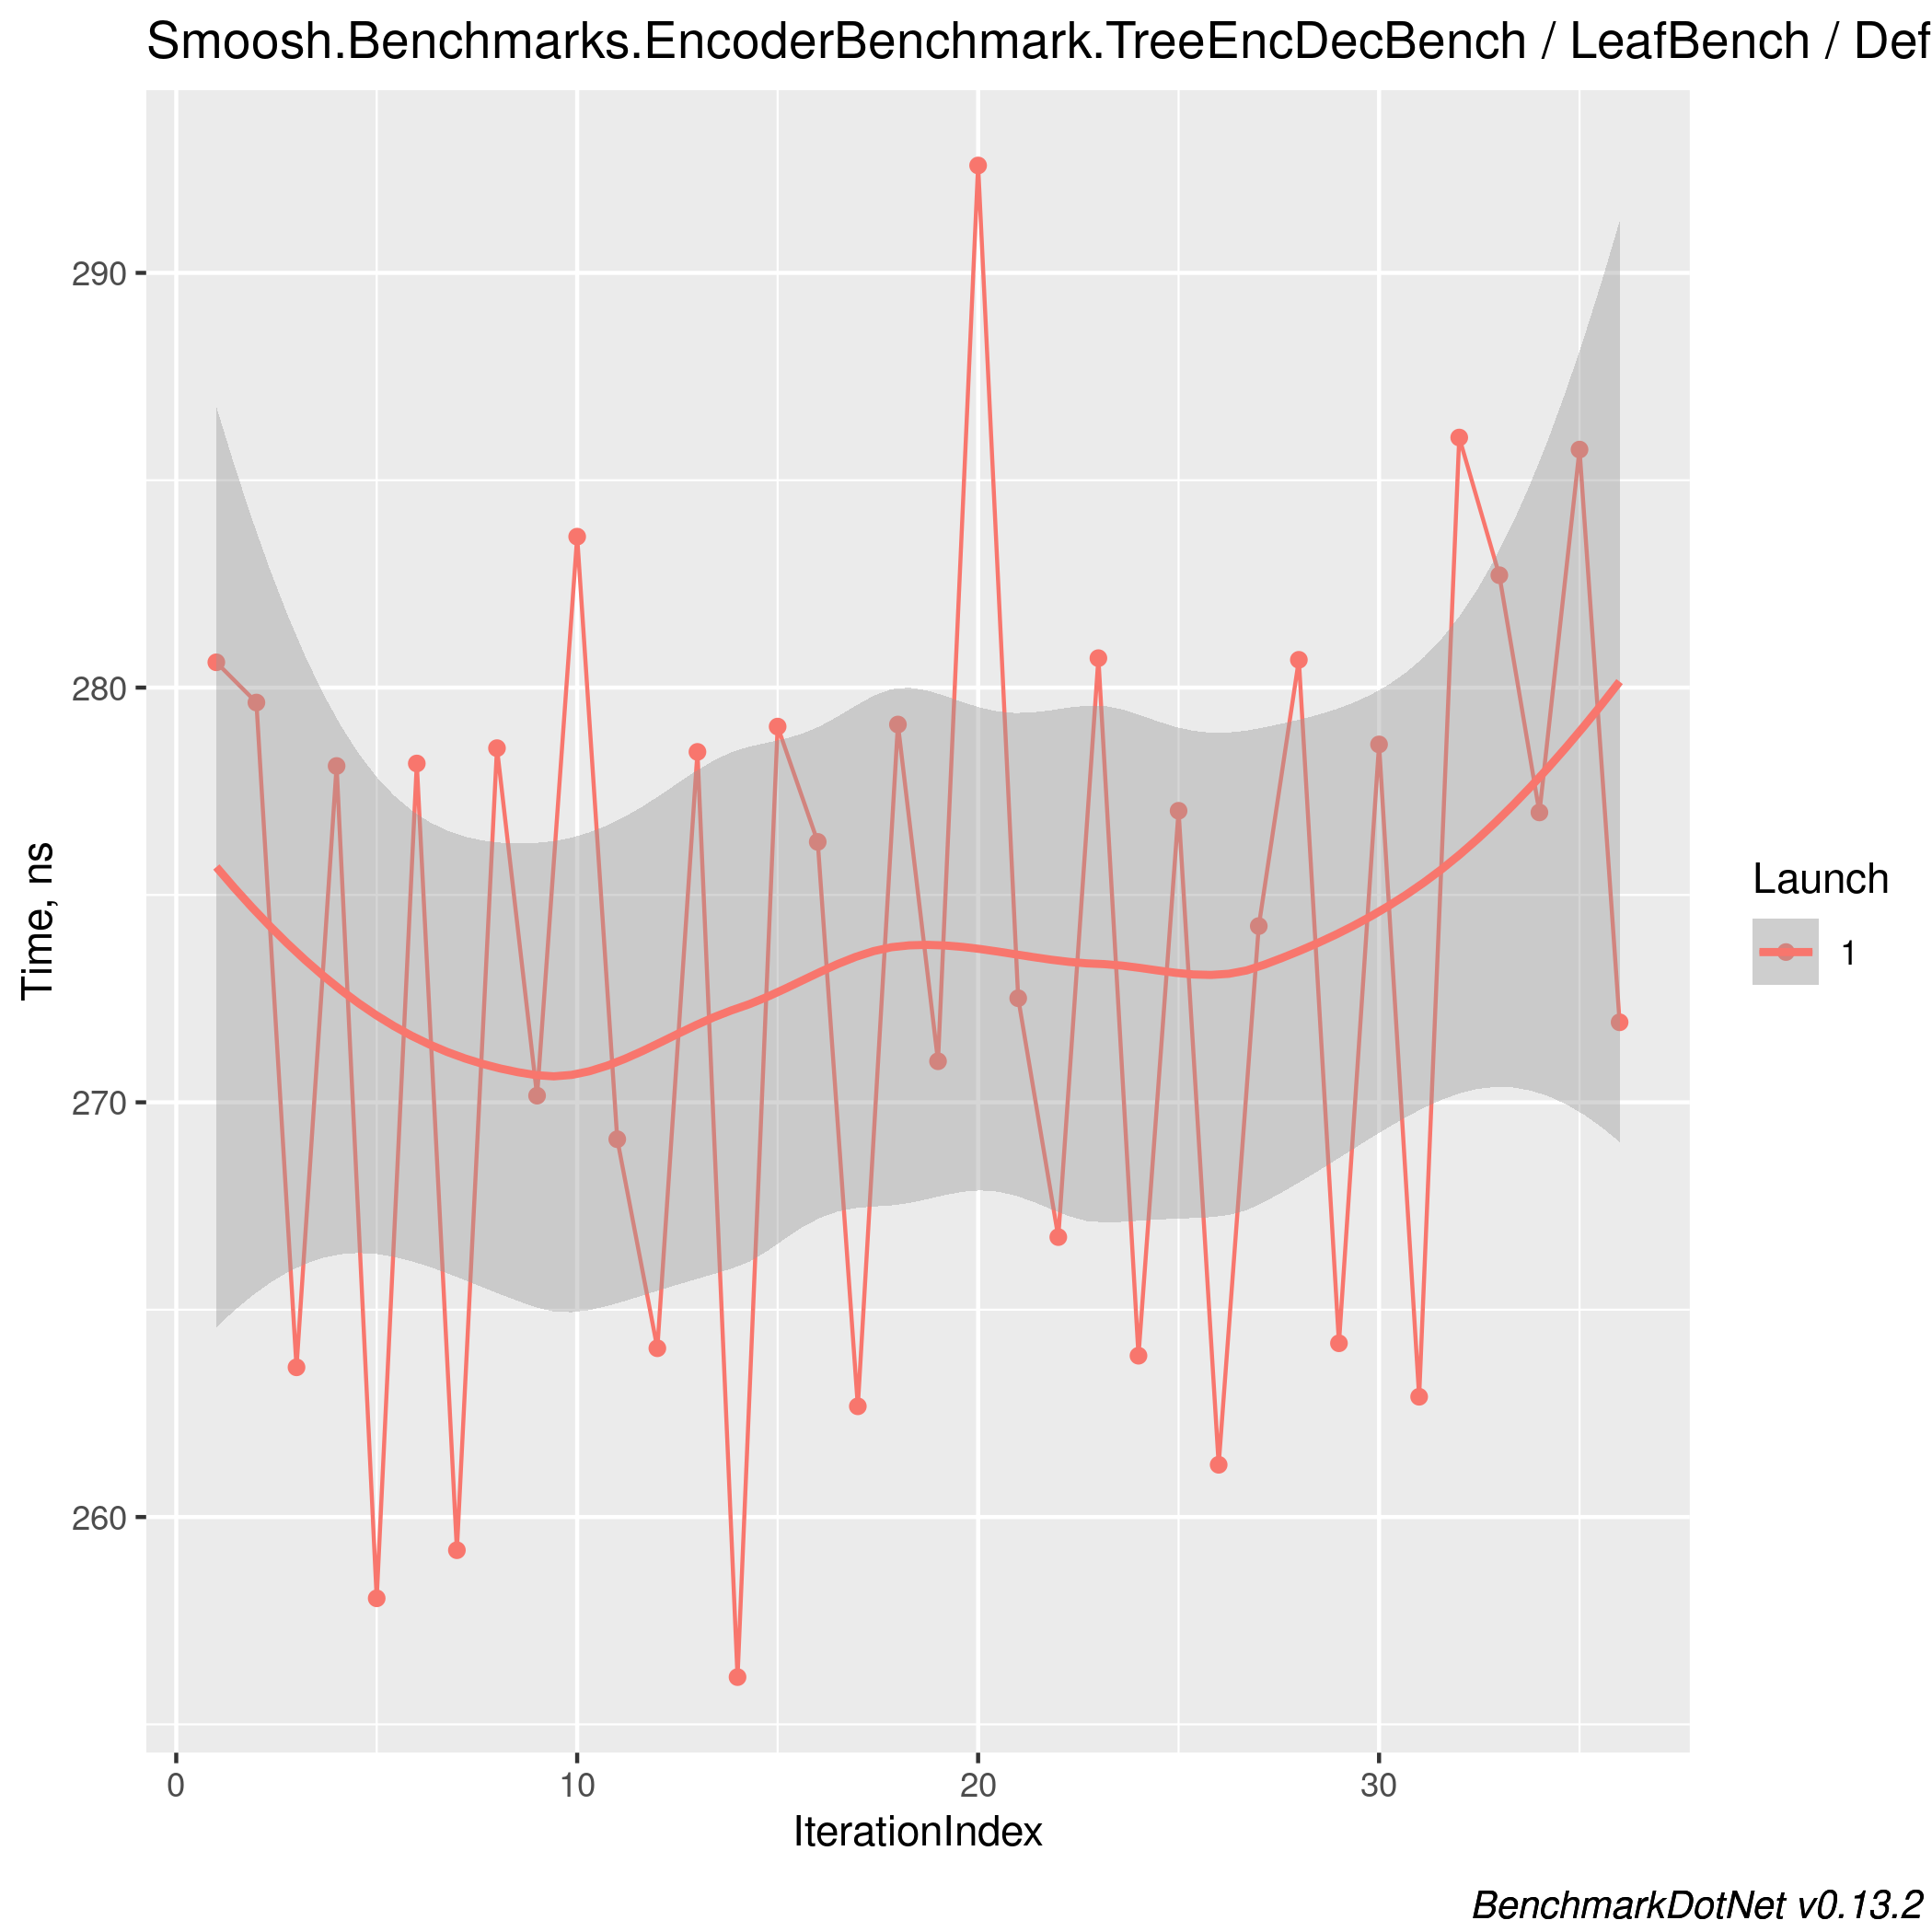 Smoosh.Benchmarks.EncoderBenchmark.TreeEncDecBench / LeafBench / Def
290
280
270
260
Time, ns
0 10 20 30
IterationIndex
Launch
1
BenchmarkDotNet v0.13.2